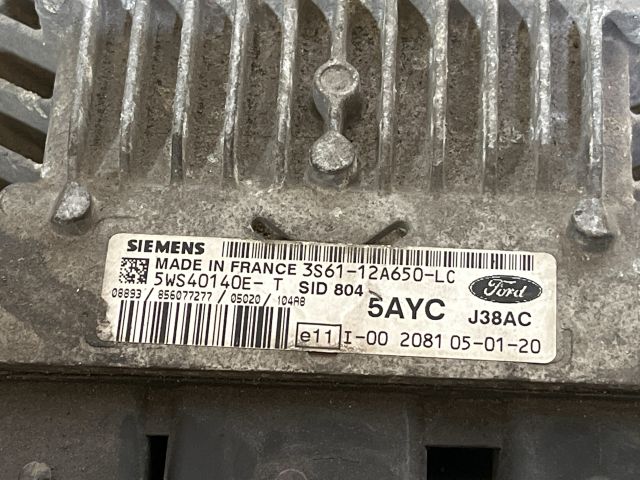 SIEMENS
MADE IN FRANCE 3S61-12A650-LC
5WS40140E-T SID 804
Ford
08893 / 856077277 / 05020 / 104A8
5AYC J38AC
e11 I-00 2081 05-01-20